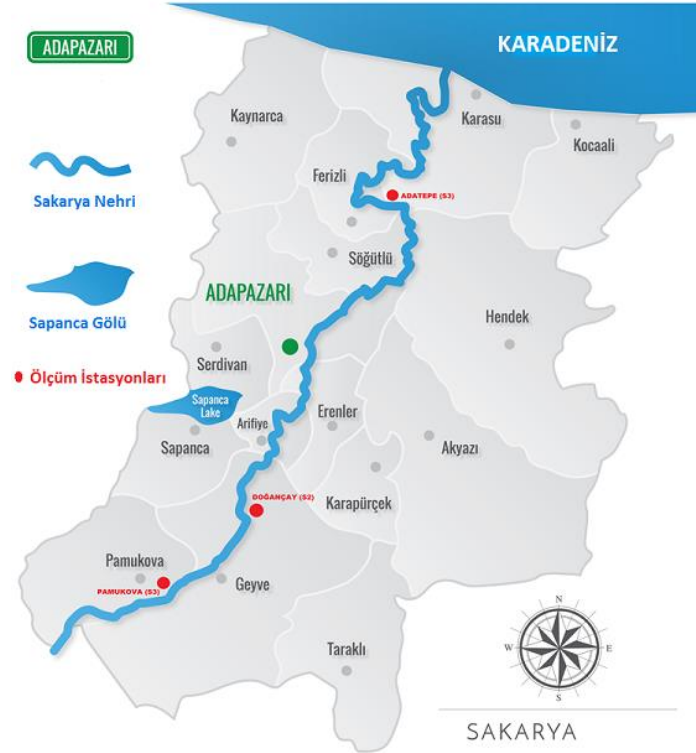 ADAPAZARI
KARADENİZ
Kaynarca
Karasu
Kocaali
Sakarya Nehri
Ferizli
ADATEPE (S3)
Söğütlü
ADAPAZARI
Sapanca Gölü
Hendek
Serdivan
Ölçüm İstasyonları
Sapanca
Lake
Arifiye
Erenler
Sapanca
Akyazı
DOĞANÇAY (S2)
Karapürçek
Pamukova
PAMUKOVA (S3)
Geyve
N
W
E
S
Taraklı
SAKARYA